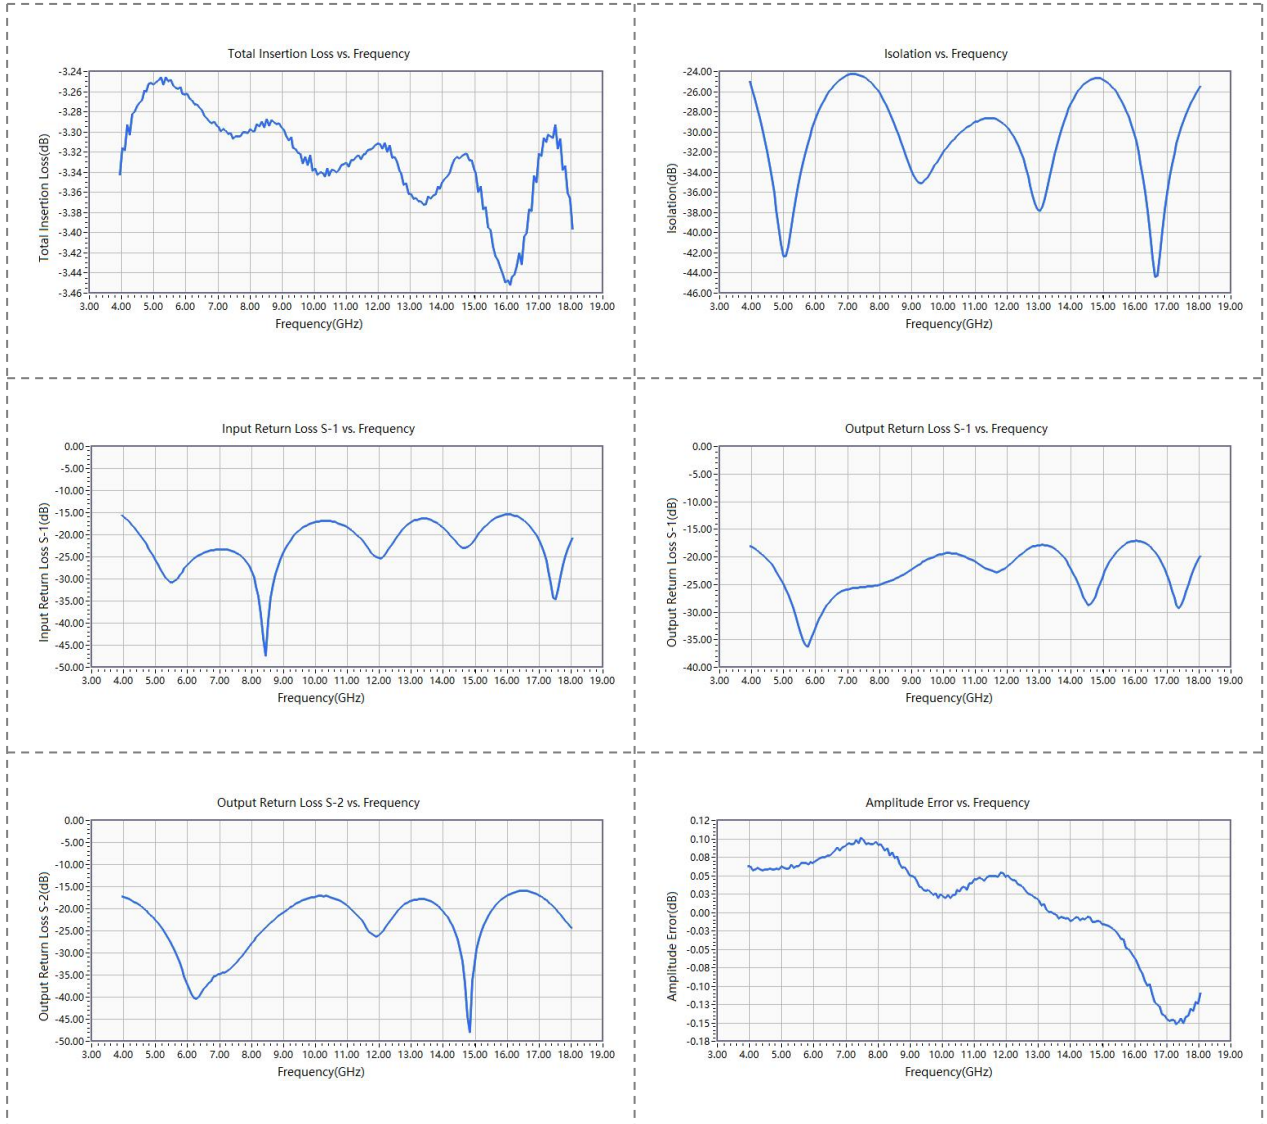 Total Insertion Loss vs. Frequency
-3.24
-3.26
-3.28
-3.30
-3.32
-3.34
-3.36
-3.38
-3.40
-3.42
-3.44
-3.46
Total Insertion Loss(dB)
3.00 4.00 5.00 6.00 7.00 8.00 9.00 10.00 11.00 12.00 13.00 14.00 15.00 16.00 17.00 18.00 19.00
Frequency(GHz)
Isolation vs. Frequency
-24.00
-26.00
-28.00
-30.00
-32.00
-34.00
-36.00
-38.00
-40.00
-42.00
-44.00
-46.00
Isolation(dB)
3.00 4.00 5.00 6.00 7.00 8.00 9.00 10.00 11.00 12.00 13.00 14.00 15.00 16.00 17.00 18.00 19.00
Frequency(GHz)
Input Return Loss S-1 vs. Frequency
0.00
-5.00
-10.00
-15.00
-20.00
-25.00
-30.00
-35.00
-40.00
-45.00
-50.00
Input Return Loss S-1(dB)
3.00 4.00 5.00 6.00 7.00 8.00 9.00 10.00 11.00 12.00 13.00 14.00 15.00 16.00 17.00 18.00 19.00
Frequency(GHz)
Output Return Loss S-1 vs. Frequency
0.00
-5.00
-10.00
-15.00
-20.00
-25.00
-30.00
-35.00
-40.00
Output Return Loss S-1(dB)
3.00 4.00 5.00 6.00 7.00 8.00 9.00 10.00 11.00 12.00 13.00 14.00 15.00 16.00 17.00 18.00 19.00
Frequency(GHz)
Output Return Loss S-2 vs. Frequency
0.00
-5.00
-10.00
-15.00
-20.00
-25.00
-30.00
-35.00
-40.00
-45.00
-50.00
Output Return Loss S-2(dB)
3.00 4.00 5.00 6.00 7.00 8.00 9.00 10.00 11.00 12.00 13.00 14.00 15.00 16.00 17.00 18.00 19.00
Frequency(GHz)
Amplitude Error vs. Frequency
0.12
0.10
0.08
0.05
0.03
0.00
-0.03
-0.05
-0.08
-0.10
-0.13
-0.15
-0.18
Amplitude Error(dB)
3.00 4.00 5.00 6.00 7.00 8.00 9.00 10.00 11.00 12.00 13.00 14.00 15.00 16.00 17.00 18.00 19.00
Frequency(GHz)